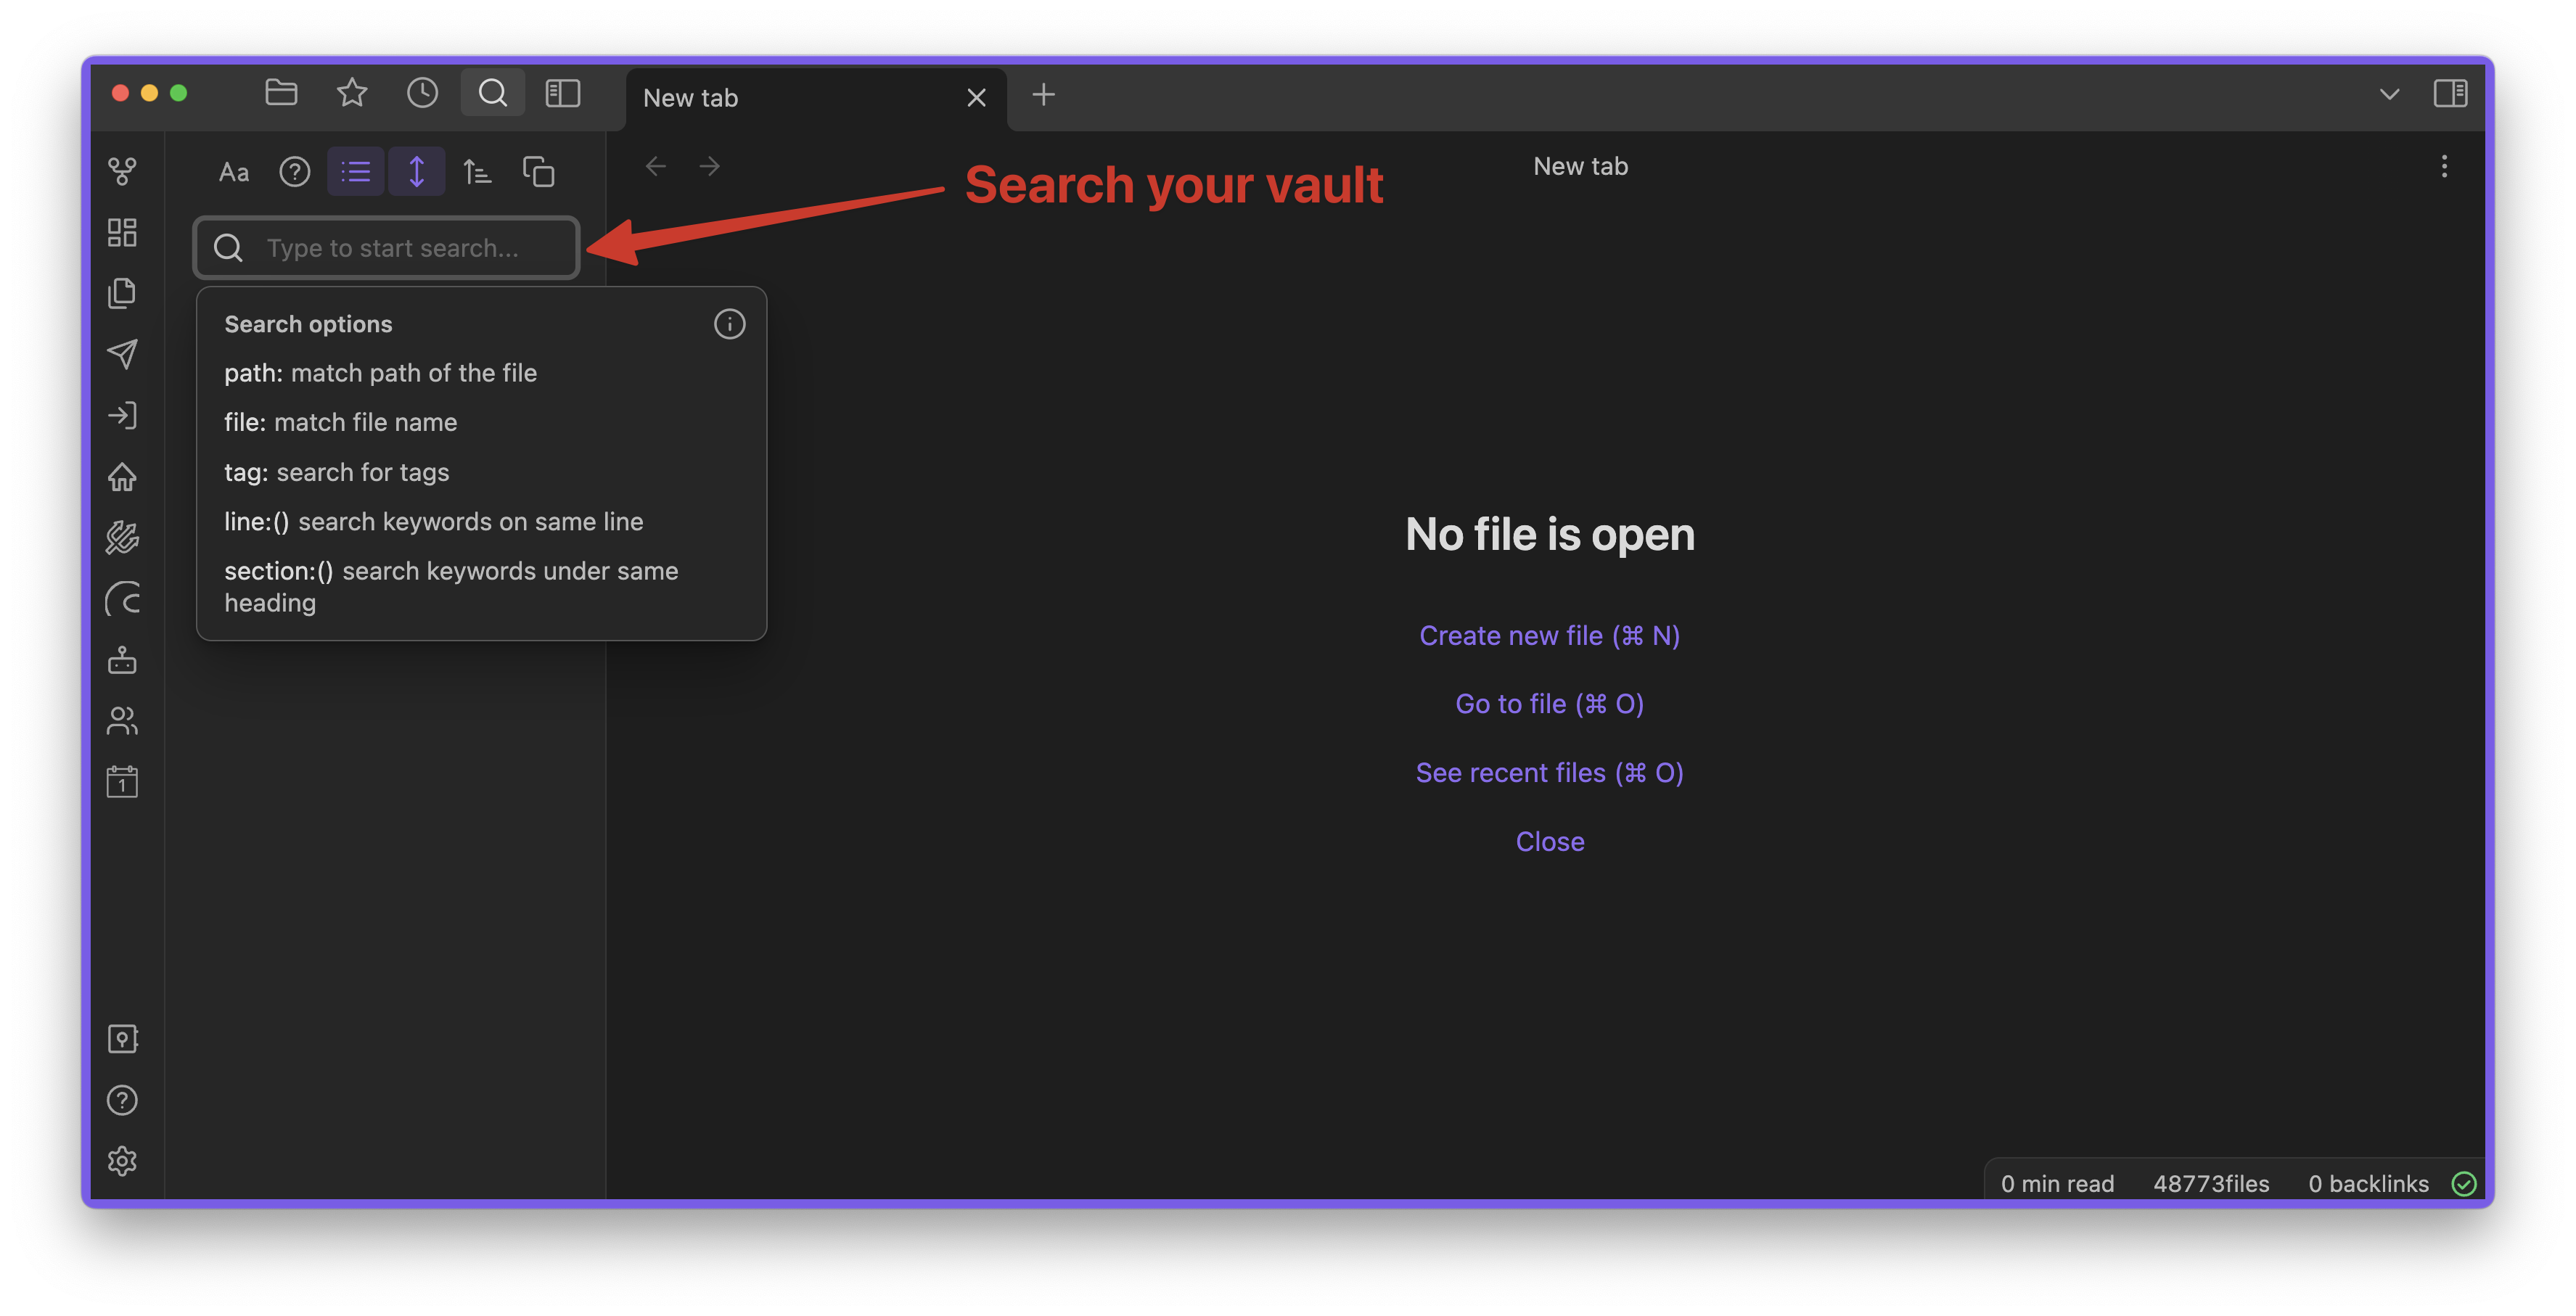 New tab
Aa
New tab
Search your vault
Type to start search...
Search options
path: match path of the file
file: match file name
tag: search for tags
line:() search keywords on same line
section:() search keywords under same
heading
No file is open
Create new file (⌘ N)
Go to file (⌘ O)
See recent files (⌘ O)
Close
1
0 min read 48773files 0 backlinks